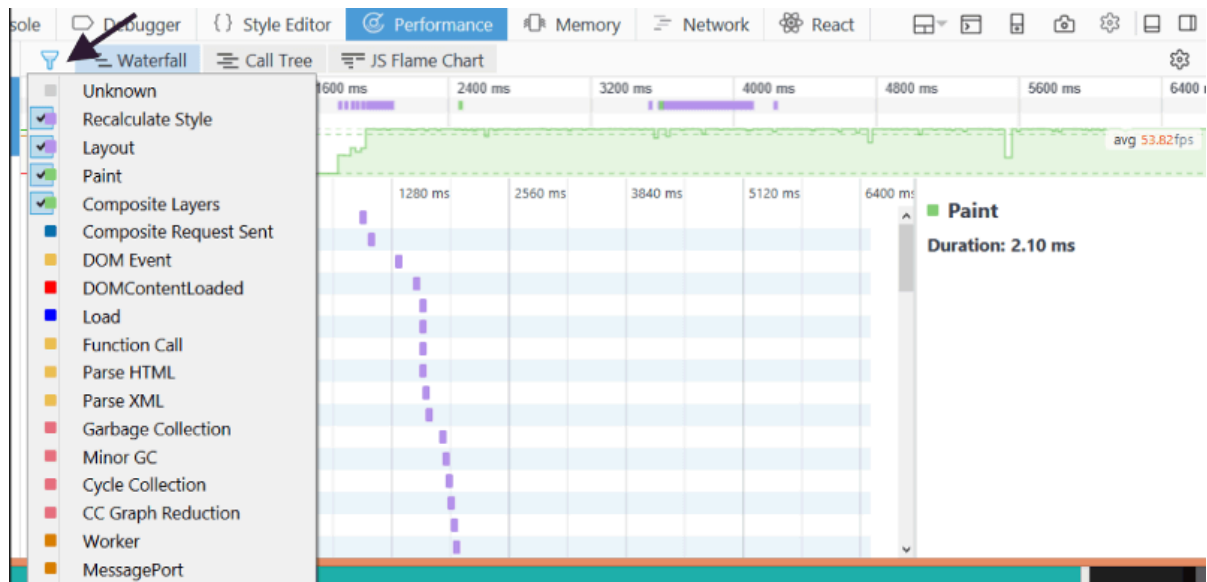 sole Debugger {} Style Editor Performance Memory Network React
Waterfall Call Tree JS Flame Chart
1600 ms 2400 ms 3200 ms 4000 ms 4800 ms 5600 ms 6400
avg 53.82fps
1280 ms 2560 ms 3840 ms 5120 ms 6400 ms
Unknown
Recalculate Style
Layout
Paint
Composite Layers
Composite Request Sent
DOM Event
DOMContentLoaded
Load
Function Call
Parse HTML
Parse XML
Garbage Collection
Minor GC
Cycle Collection
CC Graph Reduction
Worker
MessagePort
Paint
Duration: 2.10 ms